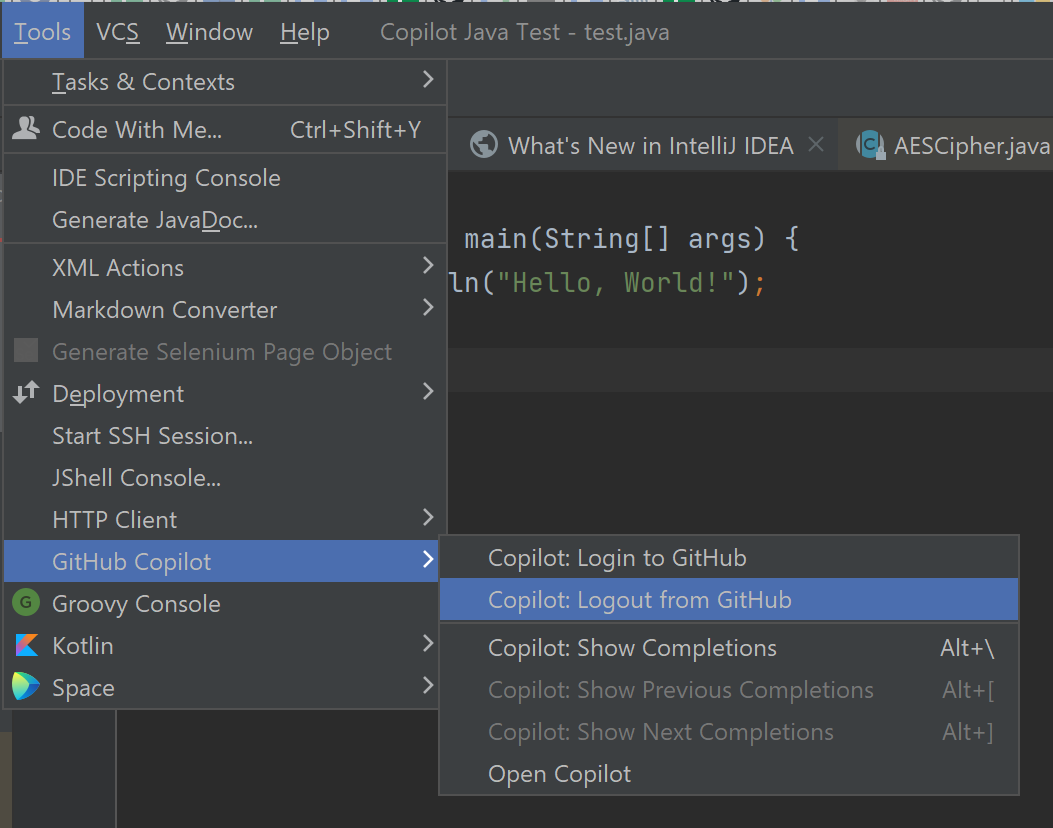 Tools VCS Window Help Copilot Java Test - test.java
Tasks & Contexts
Code With Me... Ctrl+Shift+Y
What's New in IntelliJ IDEA AESCipher.java
IDE Scripting Console
Generate JavaDoc...
main(String[] args) {
ln("Hello, World!");
XML Actions
Markdown Converter
Generate Selenium Page Object
Deployment
Start SSH Session...
JShell Console...
HTTP Client
GitHub Copilot
G Groovy Console
Kotlin
Space
Copilot: Login to GitHub
Copilot: Logout from GitHub
Copilot: Show Completions Alt+\
Copilot: Show Previous Completions Alt+[
Copilot: Show Next Completions Alt+]
Open Copilot